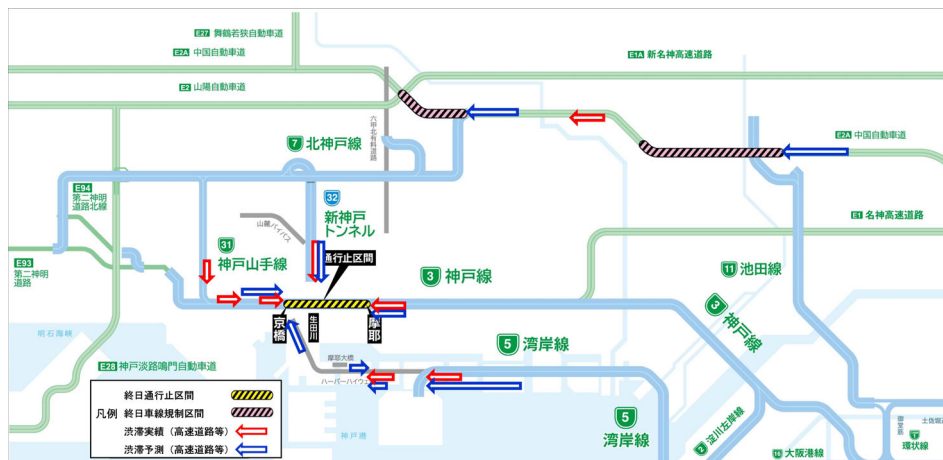 E27 舞鶴若狭自動車道
E2A 中国自動車道
E1A 新名神高速道路
E2 山陽自動車道
六甲北有料道路
7 北神戸線
E2A 中国自動車道
E94
第二神明
道路北線
32
新神戸
トンネル
山麓バイパス
E1 名神高速道路
31
神戸山手線
通行止区間
E93
第二神明
道路
3 神戸線
11 池田線
京橋
生田川
摩耶
3 神戸線
明石海峡
摩耶大橋
5 湾岸線
E28 神戸淡路鳴門自動車道
ハーバーハイウェ
終日通行止区間
凡例 終日車線規制区間
渋滞実績（高速道路等）
渋滞予測（高速道路等）
神戸港
5
湾岸線
2 淀川左岸線
16 大阪港線
御堂筋
土佐堀
1
環状線